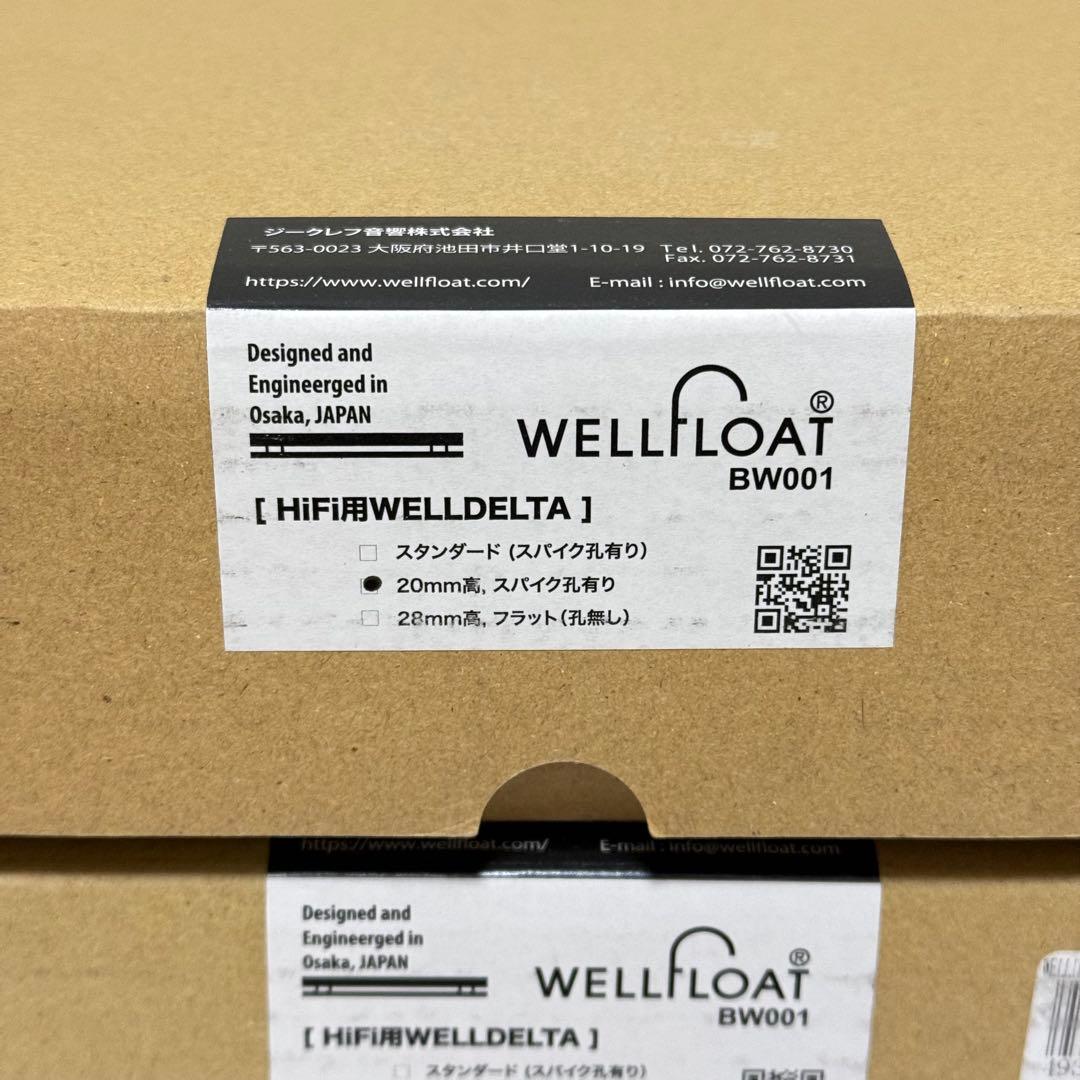 ジークレフ音響株式会社
〒563-0023 大阪府池田市井口堂1-10-19 Tel. 072-762-8730
Fax. 072-762-8731
https://www.wellfloat.com/ E-mail : info@wellfloat.com
Designed and
Engineerged in
Osaka, JAPAN
WELLFLOAT®
BW001
[ HiFi用WELLDELTA ]
スタンダード (スパイク孔有り)
20mm高, スパイク孔有り
28mm高, フラット(孔無し)
https://www.wellfloat.com/ E-mail : info@wellfloat.com
Designed and
Engineerged in
Osaka, JAPAN
WELLFLOAT®
BW001
[ HiFi用WELLDELTA ]
スタンダード (スパイク孔有り)